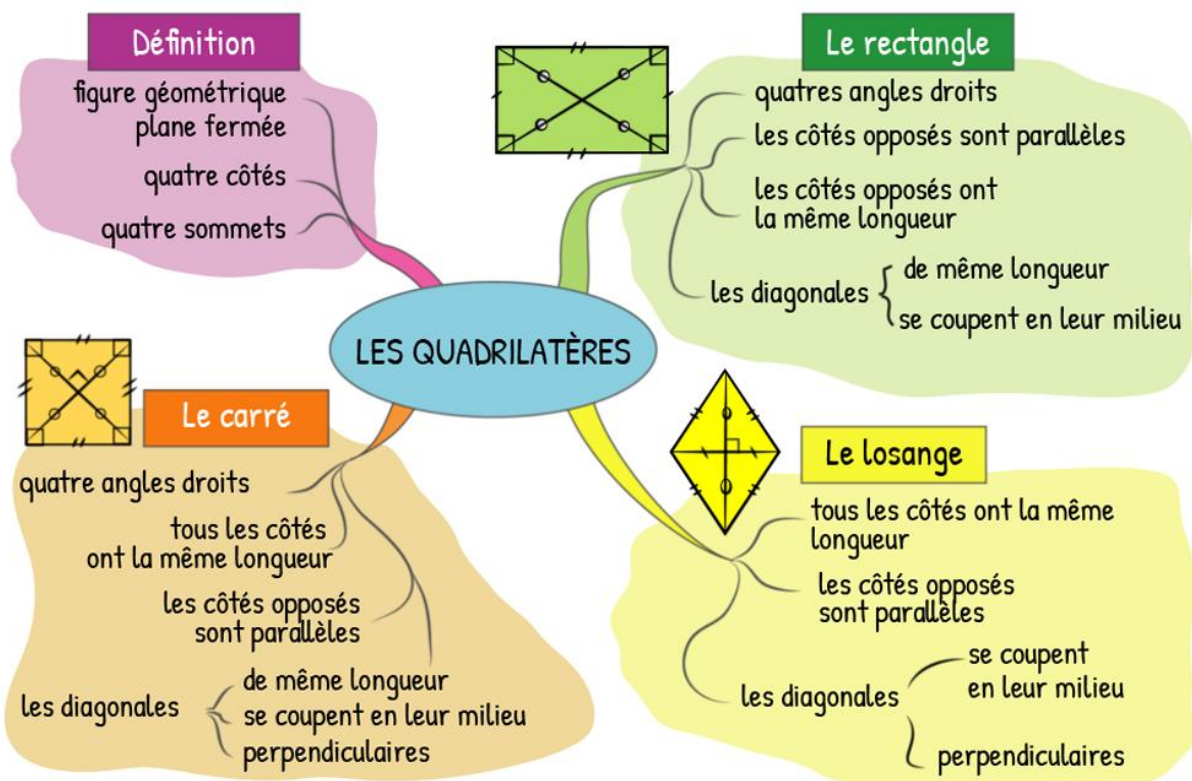 Définition
figure géométrique
plane fermée
quatre côtés
quatre sommets
Le rectangle
quatres angles droits
les côtés opposés sont parallèles
les côtés opposés ont
la même longueur
les diagonales
de même longueur
se coupent en leur milieu
LES QUADRILATÈRES
Le carré
quatre angles droits
tous les côtés
ont la même longueur
les côtés opposés
sont parallèles
les diagonales
de même longueur
se coupent en leur milieu
perpendiculaires
Le losange
tous les côtés ont la même
longueur
les côtés opposés
sont parallèles
les diagonales
se coupent
en leur milieu
perpendiculaires